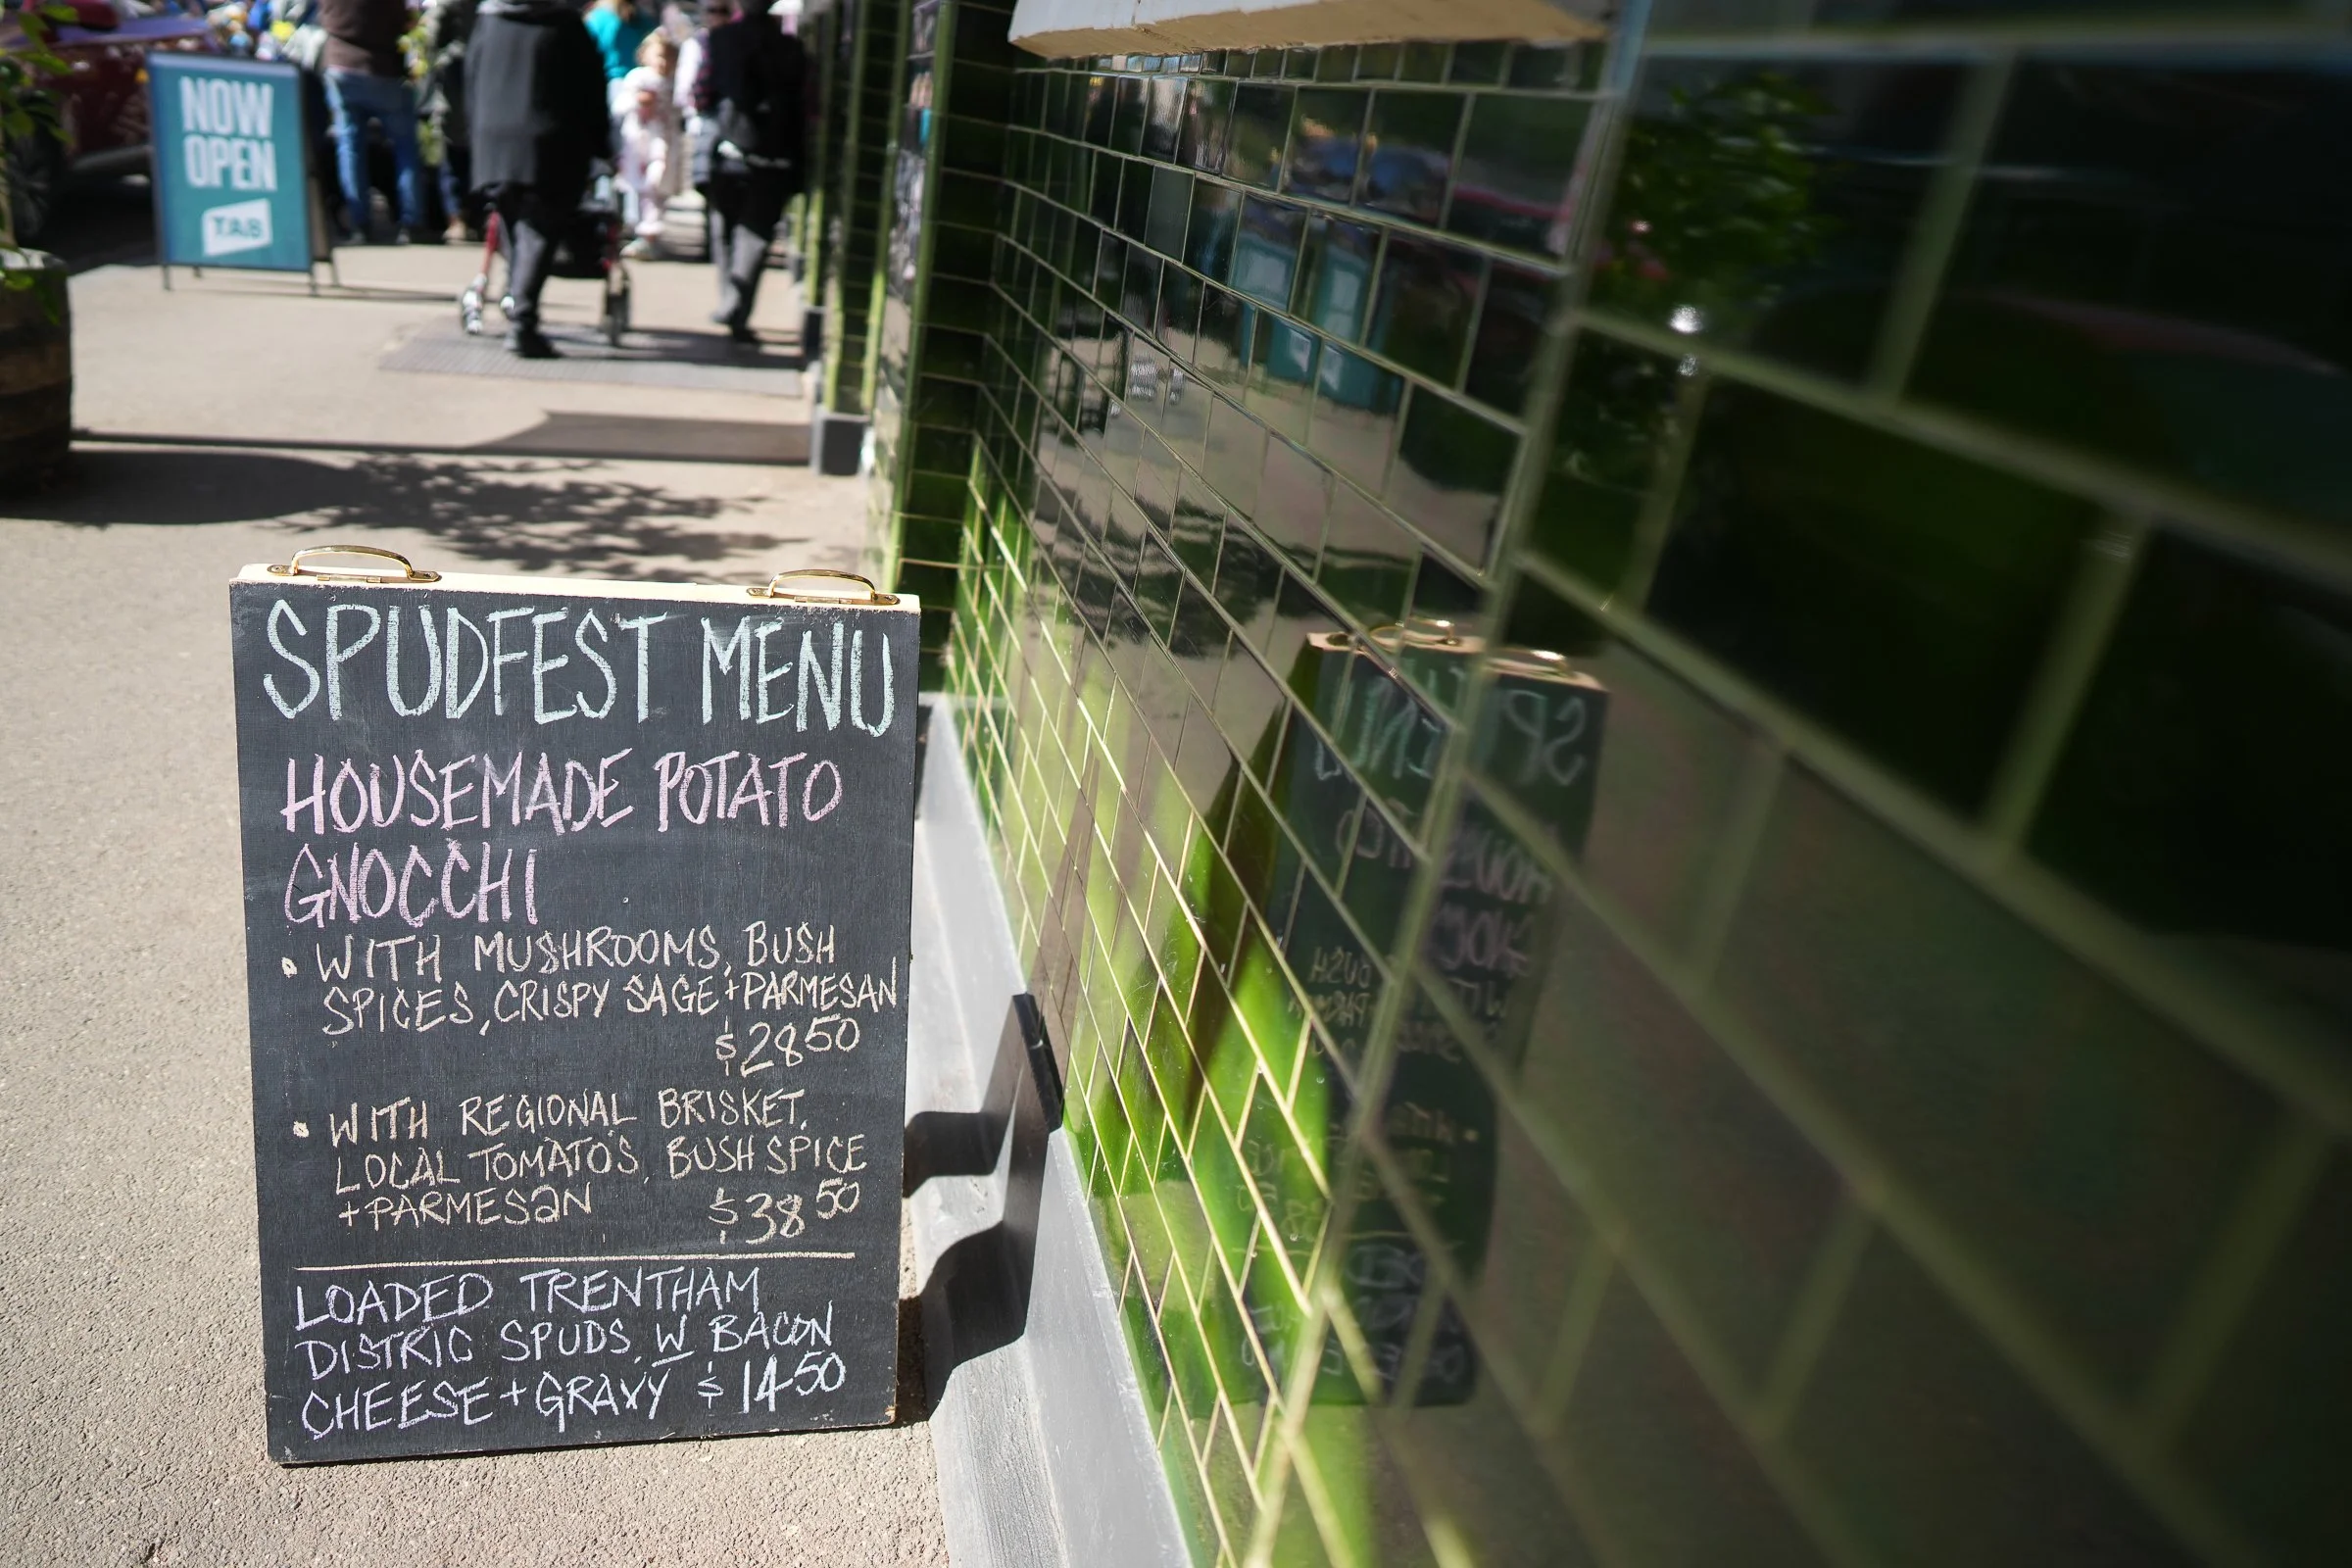 NOW
OPEN
TAB
SPUDFEST MENU
HOUSEMADE POTATO
GNOCCHI
• WITH MUSHROOMS, BUSH
SPICES, CRISPY SAGE + PARMESAN
$28 50
• WITH REGIONAL BRISKET,
LOCAL TOMATO'S, BUSH SPICE
+ PARMESAN $38 50
LOADED TRENTHAM
DISTRIC SPUDS W BACON
CHEESE + GRAVY $14-50